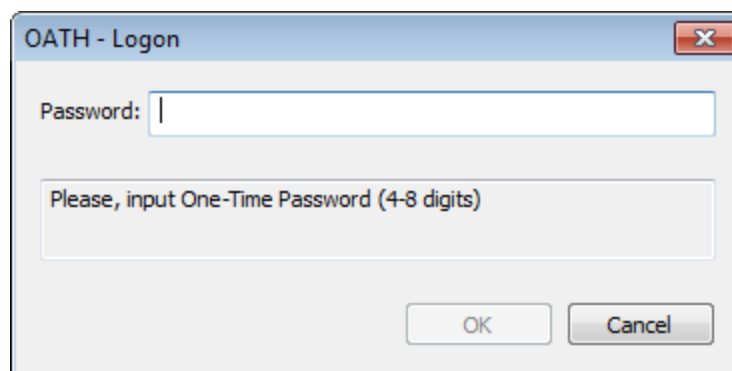 OATH - Logon
Password:
Please, input One-Time Password (4-8 digits)
OK Cancel